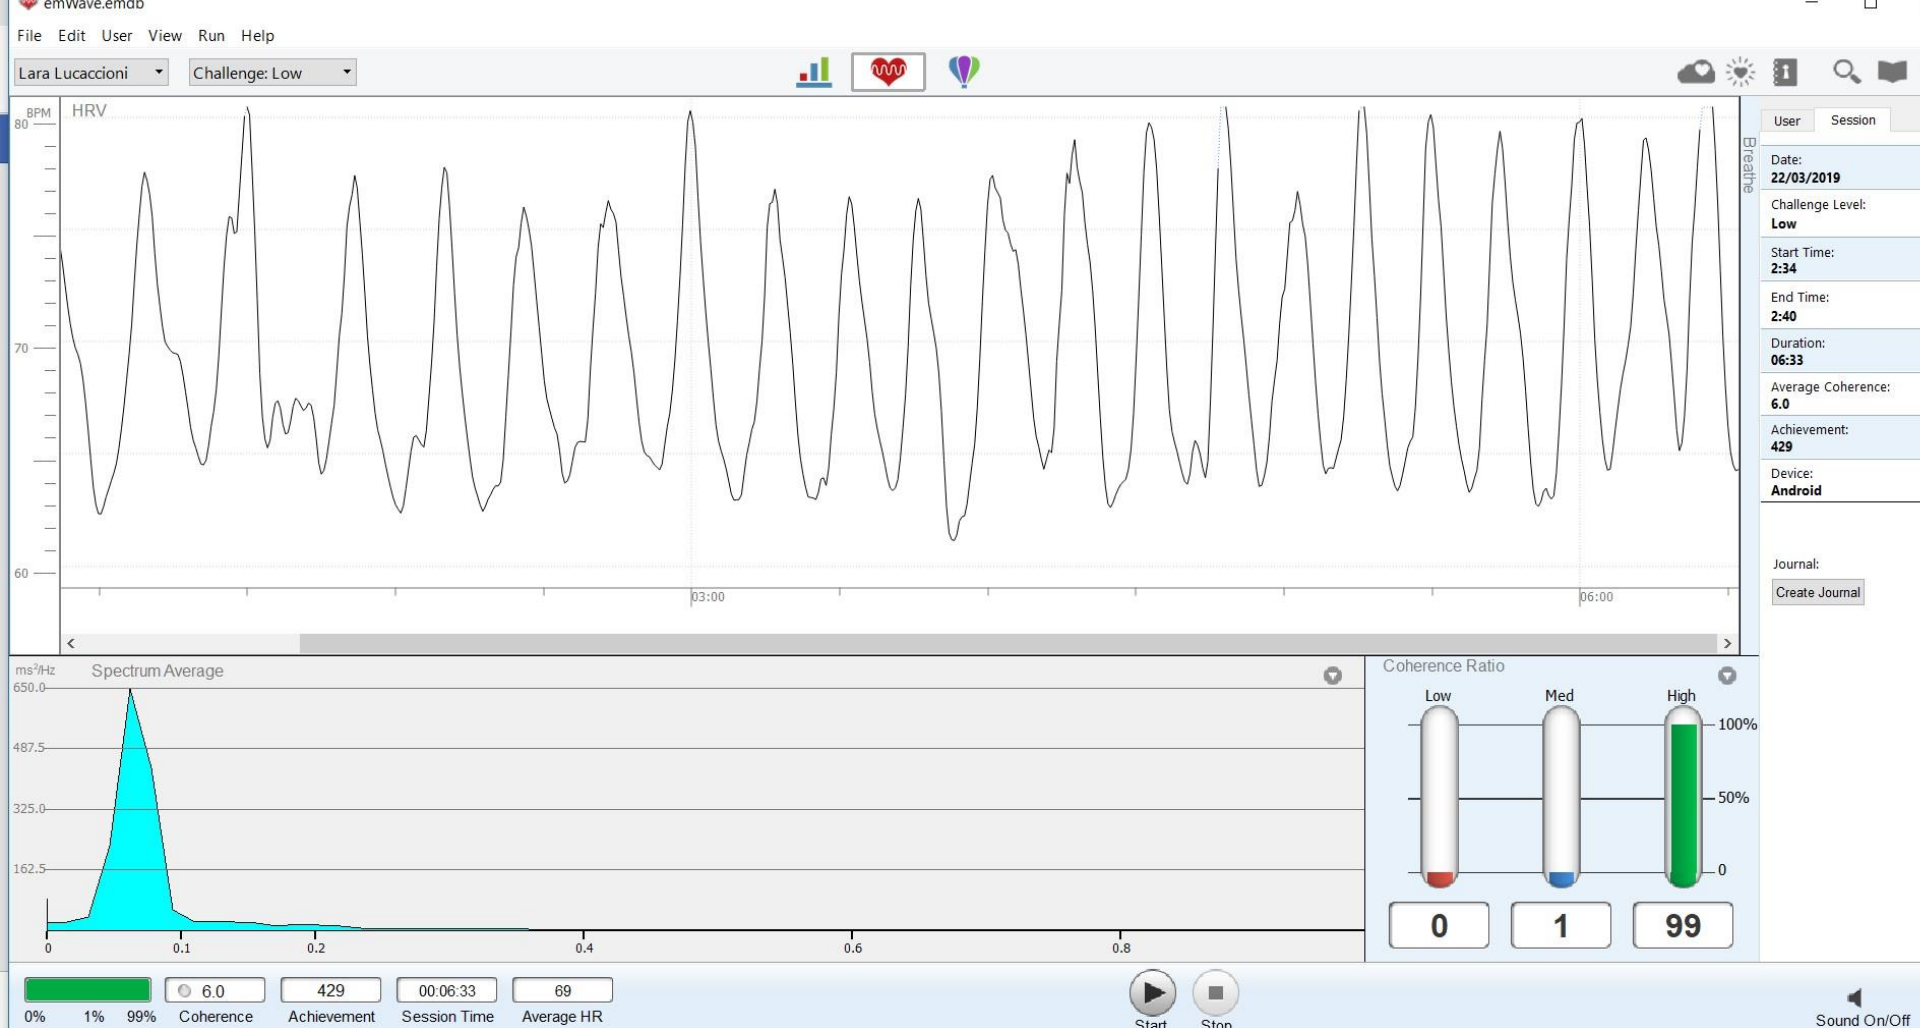 emWave.emdb
File Edit User View Run Help
Lara Lucaccioni Challenge: Low
BPM HRV
80
70
60
03:00 06:00
Breathe
User Session
Date:
22/03/2019
Challenge Level:
Low
Start Time:
2:34
End Time:
2:40
Duration:
06:33
Average Coherence:
6.0
Achievement:
429
Device:
Android
Journal:
Create Journal
ms²/Hz Spectrum Average
650.0
487.5
325.0
162.5
0 0.1 0.2 0.4 0.6 0.8
Coherence Ratio
Low Med High
100%
50%
0
0 1 99
6.0 429 00:06:33 69
0% 1% 99% Coherence Achievement Session Time Average HR
Start Stop
Sound On/Off